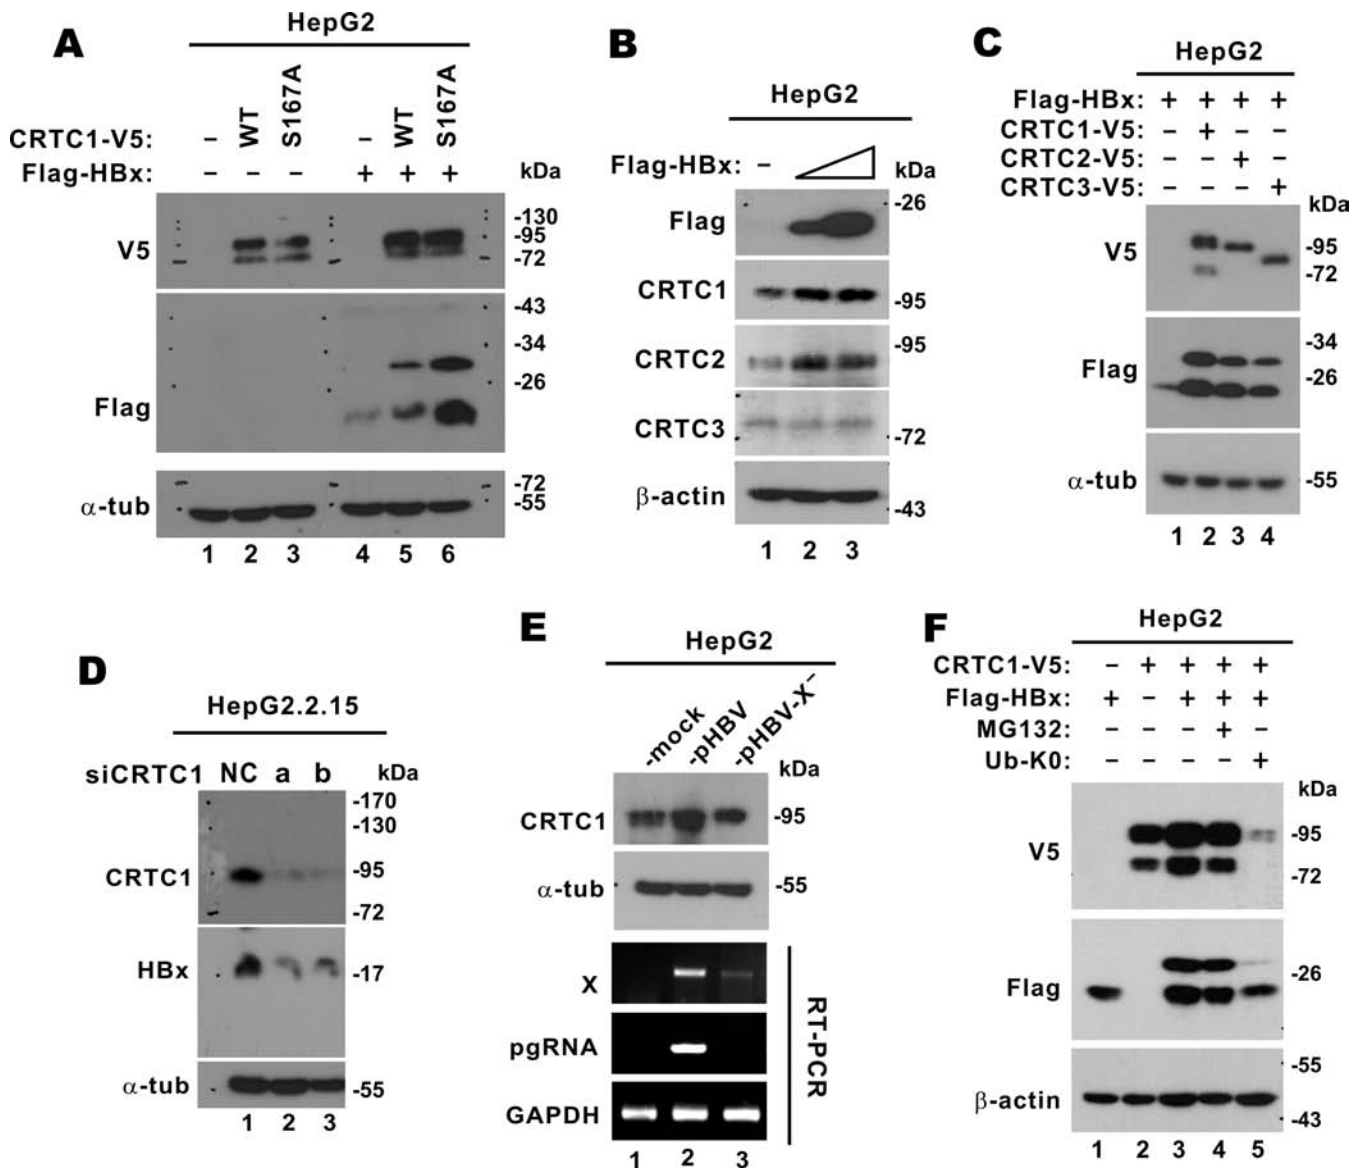 A
HepG2
CRTC1-V5: – WT S167A – WT S167A
Flag-HBx: – – – + + + kDa
V5
-130
-95
-72
Flag
-43
-34
-26
α-tub
-72
-55
1 2 3 4 5 6
B
HepG2
Flag-HBx: – kDa
Flag
-26
CRTC1
-95
CRTC2
-95
CRTC3
-72
β-actin
-43
1 2 3
C
HepG2
Flag-HBx: + + + +
CRTC1-V5: – + – –
CRTC2-V5: – – + –
CRTC3-V5: – – – +
kDa
V5
-95
-72
Flag
-34
-26
α-tub
-55
1 2 3 4
D
HepG2.2.15
siCRTC1 NC a b kDa
-170
-130
CRTC1
-95
-72
HBx
-17
α-tub
-55
1 2 3
E
HepG2
-mock -pHBV -pHBV-X⁻
kDa
CRTC1
-95
α-tub
-55
X
pgRNA
GAPDH
RT-PCR
1 2 3
F
HepG2
CRTC1-V5: – + + + +
Flag-HBx: + – + + +
MG132: – – – + –
Ub-K0: – – – – +
kDa
V5
-95
-72
Flag
-26
β-actin
-55
-43
1 2 3 4 5